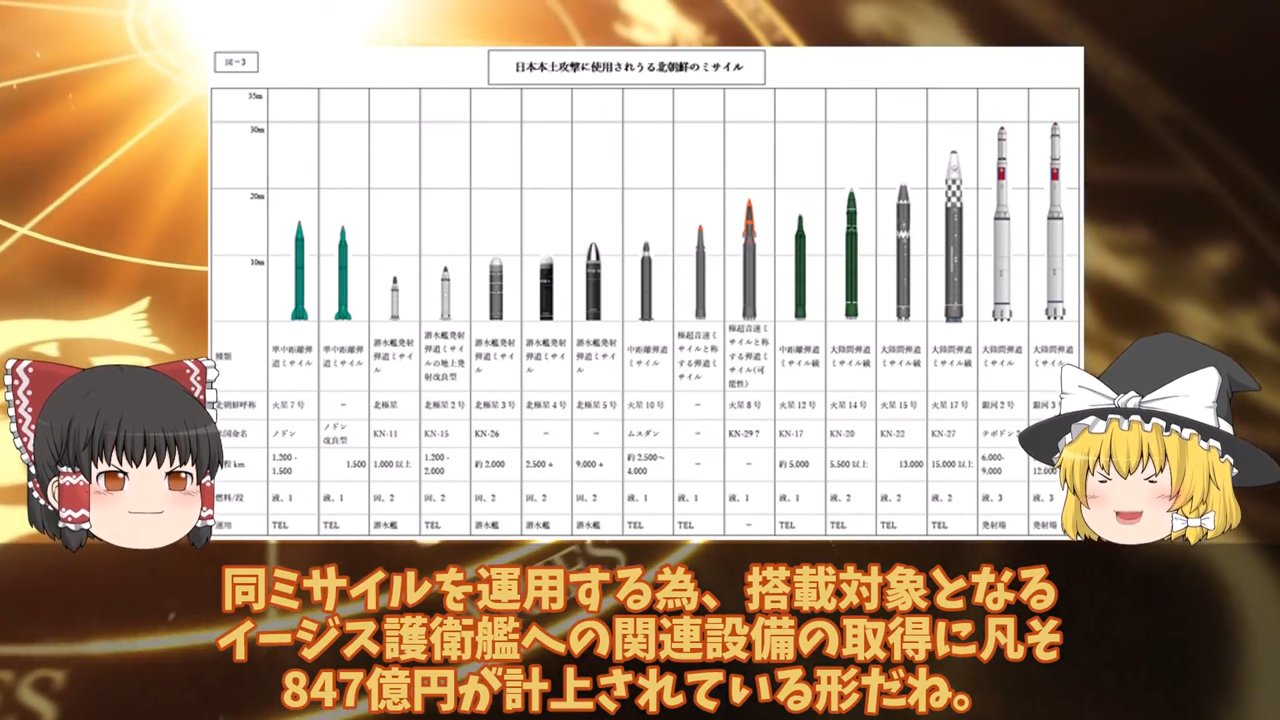 図-3
日本本土攻撃に使用されうる北朝鮮のミサイル
35m
30m
20m
10m
種類 準中距離弾道ミサイル 準中距離弾道ミサイル 潜水艦発射弾道ミサイル 潜水艦発射弾道ミサイルの地上発射改良型 潜水艦発射弾道ミサイル 潜水艦発射弾道ミサイル 潜水艦発射弾道ミサイル 中距離弾道ミサイル 極超音速ミサイルと称する弾道ミサイル 極超音速ミサイルと称する弾道ミサイル(可能性) 中距離弾道ミサイル級 大陸間弾道ミサイル級 大陸間弾道ミサイル級 大陸間弾道ミサイル級 大陸間弾道ミサイル 大陸間弾道ミサイル
北朝鮮呼称 火星7号 － 北極星 北極星2号 北極星3号 北極星4号 北極星5号 火星10号 － 火星8号 火星12号 火星14号 火星15号 火星17号 銀河2号 銀河3
国命名 ノドン ノドン改良型 KN-11 KN-15 KN-26 － － ムスダン － KN-29? KN-17 KN-20 KN-22 KN-27 テポドン
km 1,200 - 1,500 1,500 1,000以上 1,200 - 2,000 約2,000 2,500 + 9,000 + 約2,500～4,000 － － 約5,000 5,500以上 13,000 15,000以上 6,000-9,000 12,000
燃料/段 液、1 液、1 固、2 固、2 固、2 固、2 固、2 液、1 液、1 液、1 液、1 液、2 液、2 液、2 液、3 液、3
運用 TEL TEL 潜水艦 TEL 潜水艦 潜水艦 潜水艦 TEL TEL － TEL TEL TEL TEL 発射場 発射場
同ミサイルを運用する為、搭載対象となる
イージス護衛艦への関連設備の取得に凡そ
847億円が計上されている形だね。